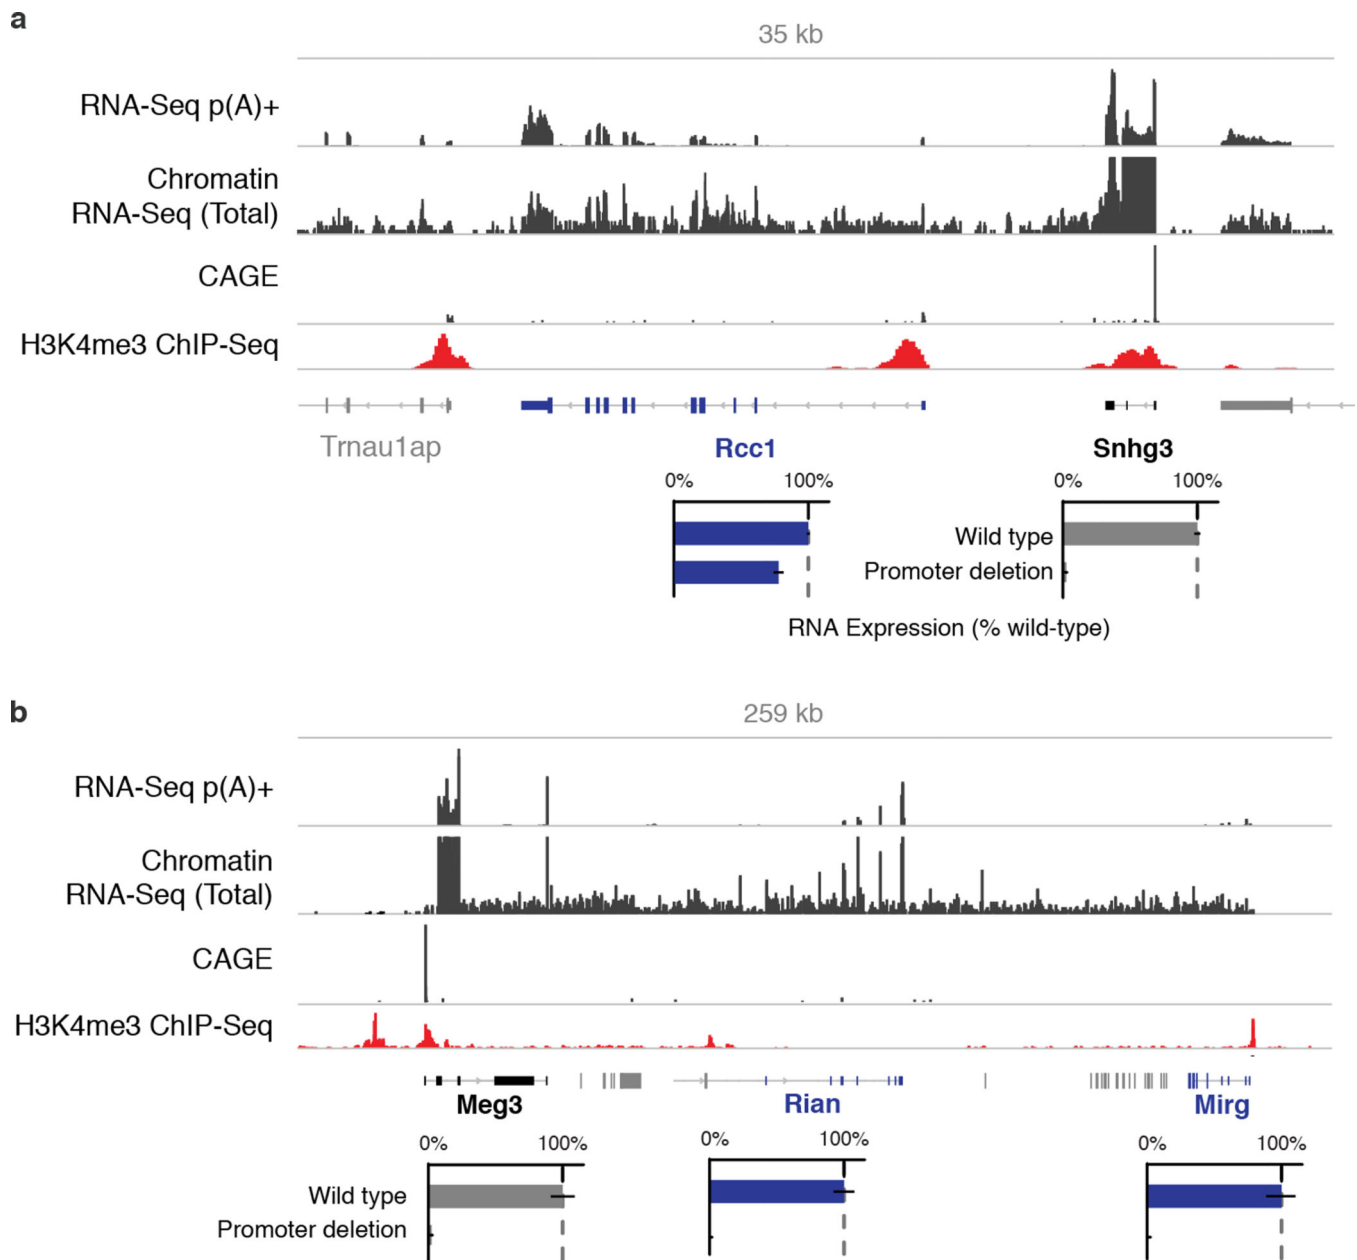 a
35 kb
RNA-Seq p(A)+
Chromatin
RNA-Seq (Total)
CAGE
H3K4me3 ChIP-Seq
Trnau1ap
Rcc1
Snhg3
0% 100%
0% 100%
Wild type
Promoter deletion
RNA Expression (% wild-type)
b
259 kb
RNA-Seq p(A)+
Chromatin
RNA-Seq (Total)
CAGE
H3K4me3 ChIP-Seq
Meg3
Rian
Mirg
0% 100%
0% 100%
0% 100%
Wild type
Promoter deletion